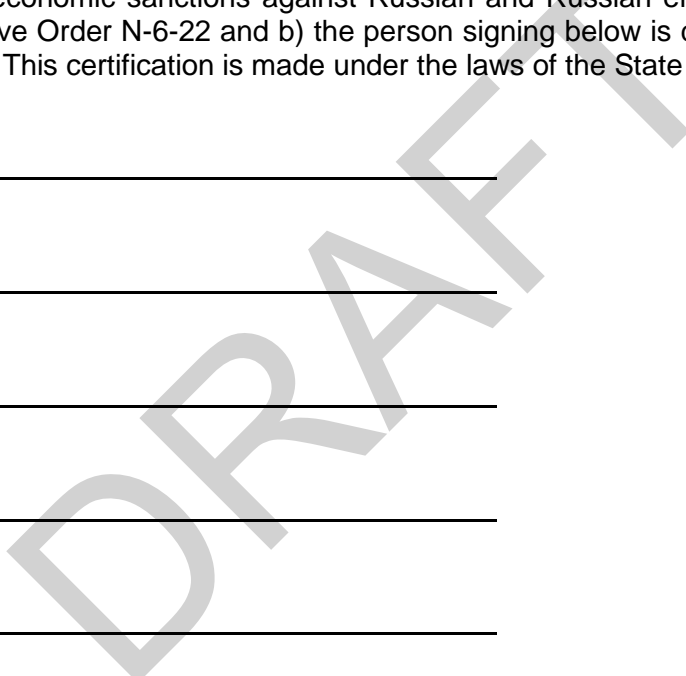 economic sanctions against Russian and Russian
ve Order N-6-22 and b) the person signing below is
This certification is made under the laws of the State
DRAFT